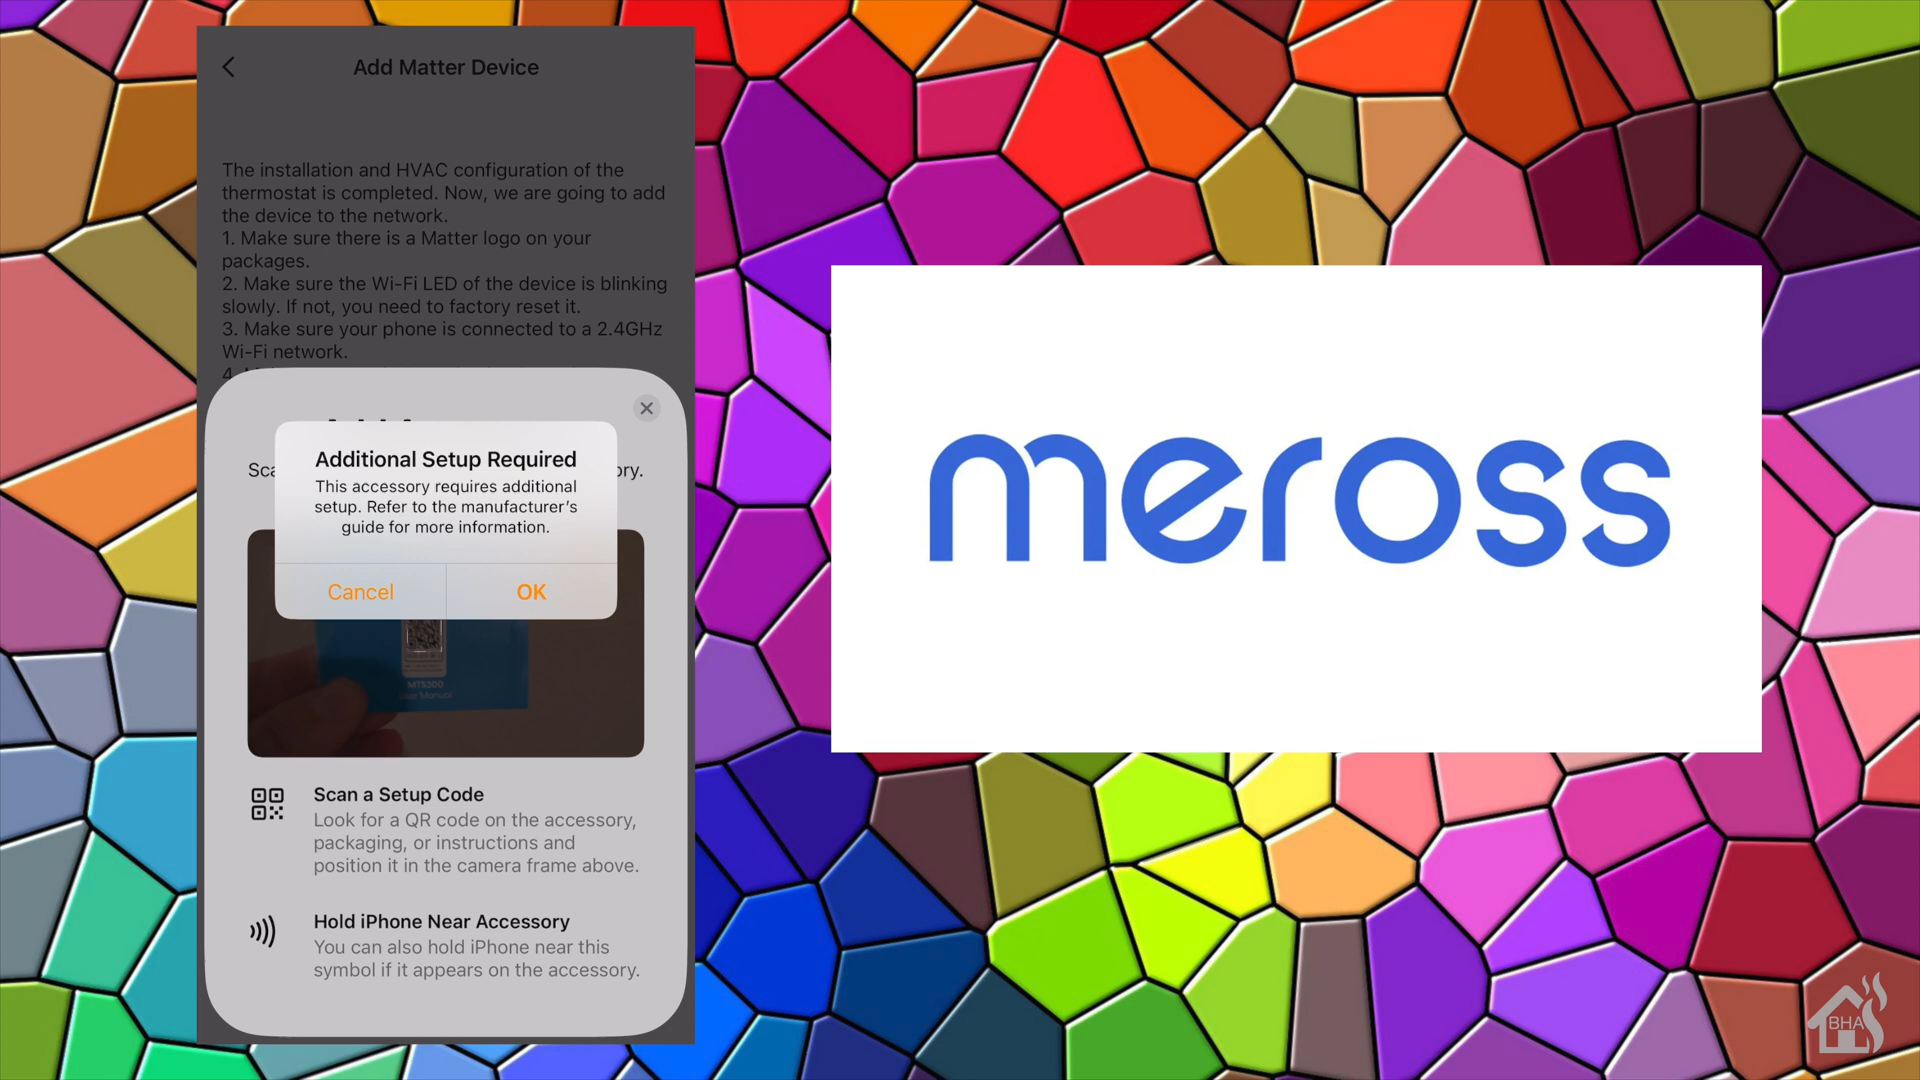 Add Matter Device
The installation and HVAC configuration of the
thermostat is completed. Now, we are going to add
the device to the network.
1. Make sure there is a Matter logo on your
packages.
2. Make sure the Wi-Fi LED of the device is blinking
slowly. If not, you need to factory reset it.
3. Make sure your phone is connected to a 2.4GHz
Wi-Fi network.
4.
Additional Setup Required
This accessory requires additional
setup. Refer to the manufacturer's
guide for more information.
Cancel OK
MTS300
User Manual
Scan a Setup Code
Look for a QR code on the accessory,
packaging, or instructions and
position it in the camera frame above.
Hold iPhone Near Accessory
You can also hold iPhone near this
symbol if it appears on the accessory.
meross
BHA